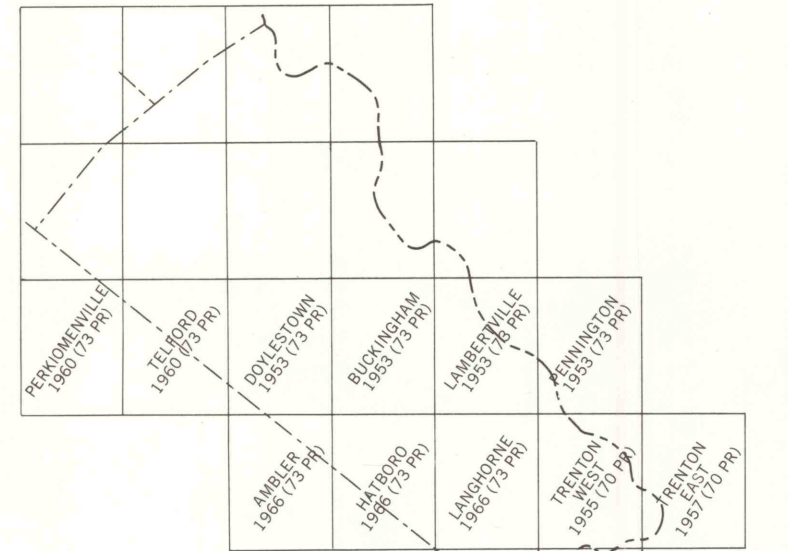 PERKIOMENVILLE
1960 (73 PR)
TELFORD
1960 (73 PR)
DOYLESTOWN
1953 (73 PR)
BUCKINGHAM
1953 (73 PR)
LAMBERTVILLE
1953 (73 PR)
PENNINGTON
1953 (73 PR)
AMBLER
1966 (73 PR)
HATBORO
1966 (73 PR)
LANGHORNE
1966 (73 PR)
TRENTON
WEST
1955 (70 PR)
TRENTON
EAST
1957 (70 PR)